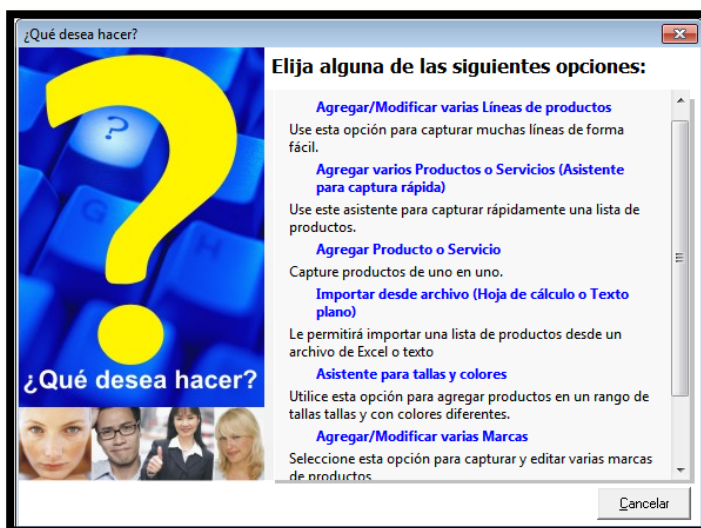 ¿Qué desea hacer?
Elija alguna de las siguientes opciones:
Agregar/Modificar varias Líneas de productos
Use esta opción para capturar muchas líneas de forma
fácil.
Agregar varios Productos o Servicios (Asistente
para captura rápida)
Use este asistente para capturar rápidamente una lista de
productos.
Agregar Producto o Servicio
Capture productos de uno en uno.
Importar desde archivo (Hoja de cálculo o Texto
plano)
Le permitirá importar una lista de productos desde un
archivo de Excel o texto
Asistente para tallas y colores
Utilice esta opción para agregar productos en un rango de
tallas tallas y con colores diferentes.
Agregar/Modificar varias Marcas
Seleccione esta opción para capturar y editar varias marcas
de productos
?
G
H
¿Qué desea hacer?
Cancelar